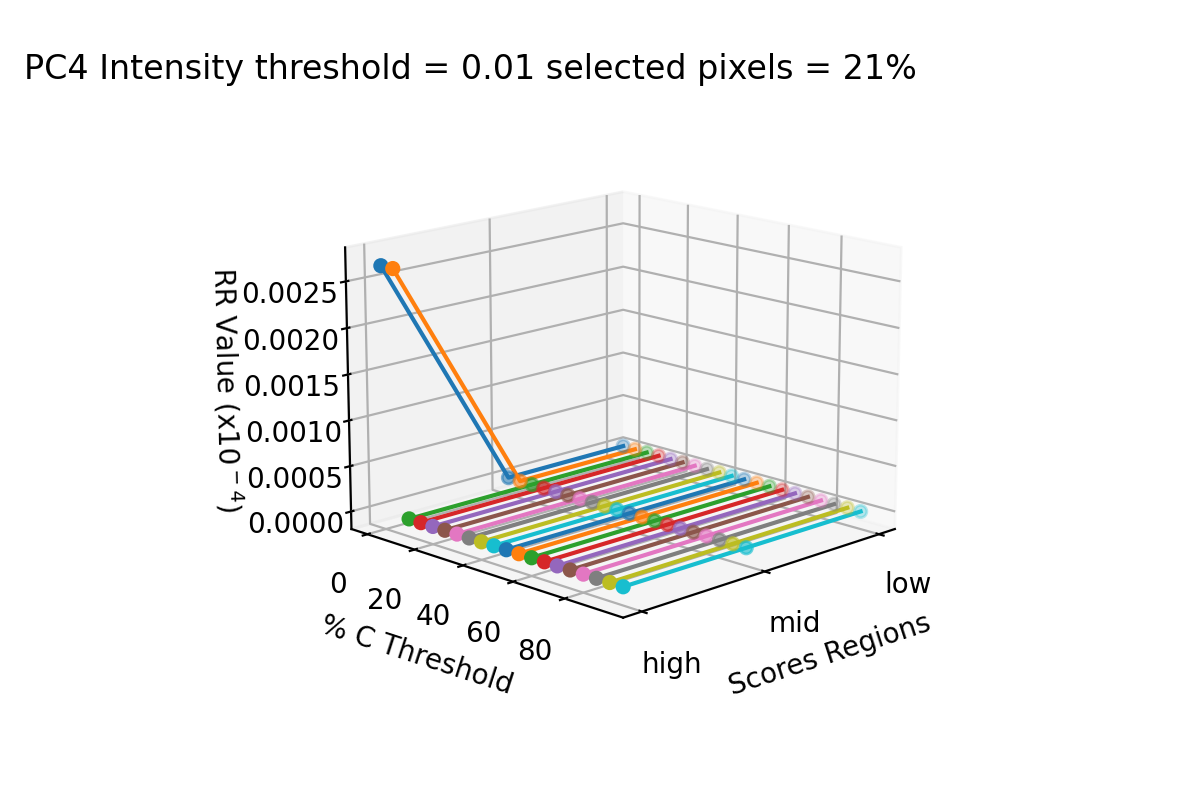 PC4 Intensity threshold = 0.01 selected pixels = 21%
RR Value (x10⁻⁴)
0.0025
0.0020
0.0015
0.0010
0.0005
0.0000
0
20
40
60
80
% C Threshold
high
mid
low
Scores Regions